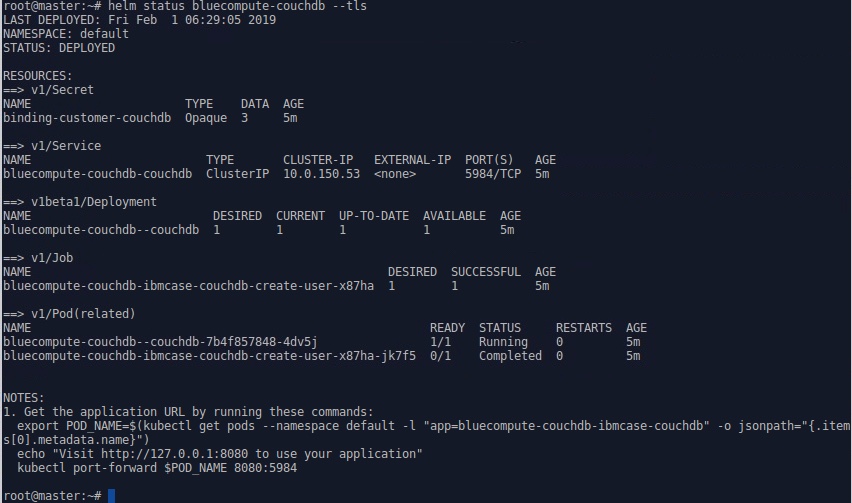 root@master:~# helm status bluecompute-couchdb --tls
LAST DEPLOYED: Fri Feb  1 06:29:05 2019
NAMESPACE: default
STATUS: DEPLOYED

RESOURCES:
==> v1/Secret
NAME                      TYPE    DATA  AGE
binding-customer-couchdb  Opaque  3     5m

==> v1/Service
NAME                         TYPE       CLUSTER-IP   EXTERNAL-IP  PORT(S)   AGE
bluecompute-couchdb-couchdb  ClusterIP  10.0.150.53  <none>       5984/TCP  5m

==> v1beta1/Deployment
NAME                          DESIRED  CURRENT  UP-TO-DATE  AVAILABLE  AGE
bluecompute-couchdb--couchdb  1        1        1           1          5m

==> v1/Job
NAME                                                   DESIRED  SUCCESSFUL  AGE
bluecompute-couchdb-ibmcase-couchdb-create-user-x87ha  1        1           5m

==> v1/Pod(related)
NAME                                                         READY  STATUS     RESTARTS  AGE
bluecompute-couchdb--couchdb-7b4f857848-4dv5j                1/1    Running    0         5m
bluecompute-couchdb-ibmcase-couchdb-create-user-x87ha-jk7f5  0/1    Completed  0         5m

NOTES:
1. Get the application URL by running these commands:
  export POD_NAME=$(kubectl get pods --namespace default -l "app=bluecompute-couchdb-ibmcase-couchdb" -o jsonpath="{.item
s[0].metadata.name}")
  echo "Visit http://127.0.0.1:8080 to use your application"
  kubectl port-forward $POD_NAME 8080:5984

root@master:~#